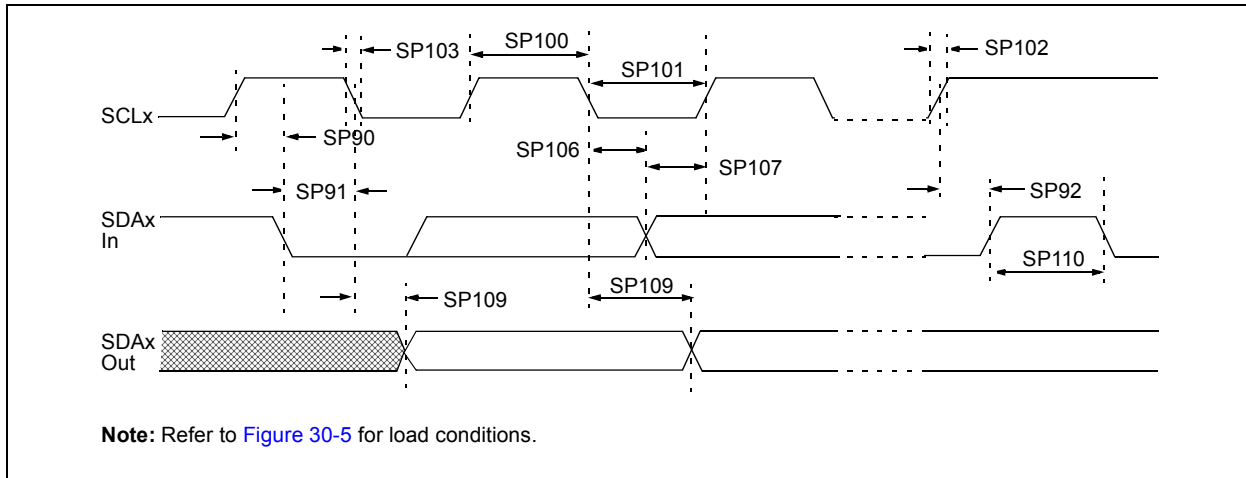 SP103
SP100
SP102
SP101
SCLx
SP90
SP106
SP107
SP91
SP92
SDAx
In
SP110
SP109
SP109
SDAx
Out
Note: Refer to Figure 30-5 for load conditions.